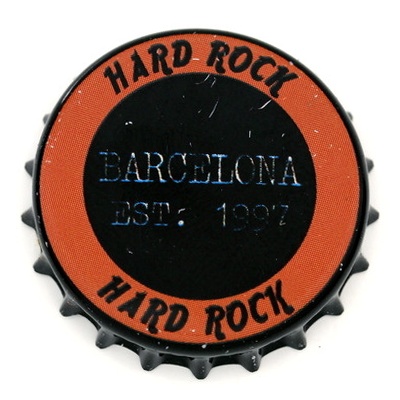 HARD ROCK
BARCELONA
EST: 1997
HARD ROCK